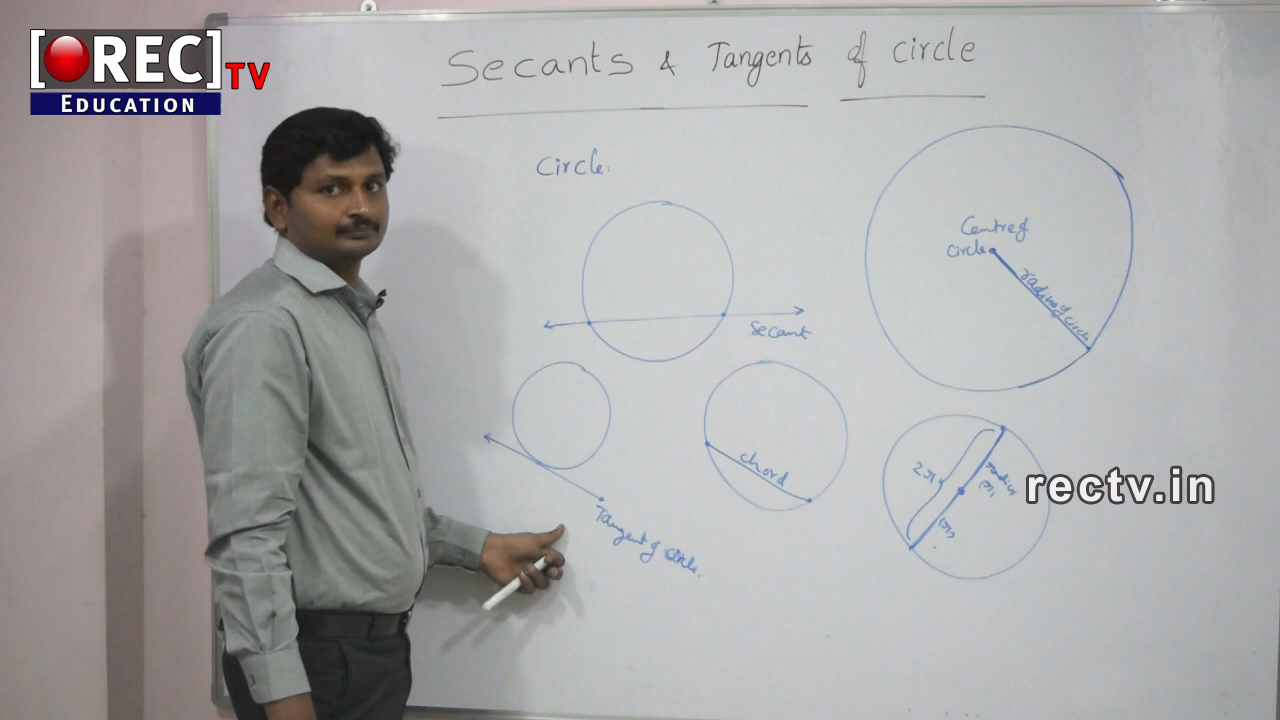 [REC] TV
EDUCATION
Secants & Tangents of circle
Circle:
Secant
Centre of
circle
radius of circle
Tangent of circle.
chord
2r
radius
(r)
(r)
rectv.in